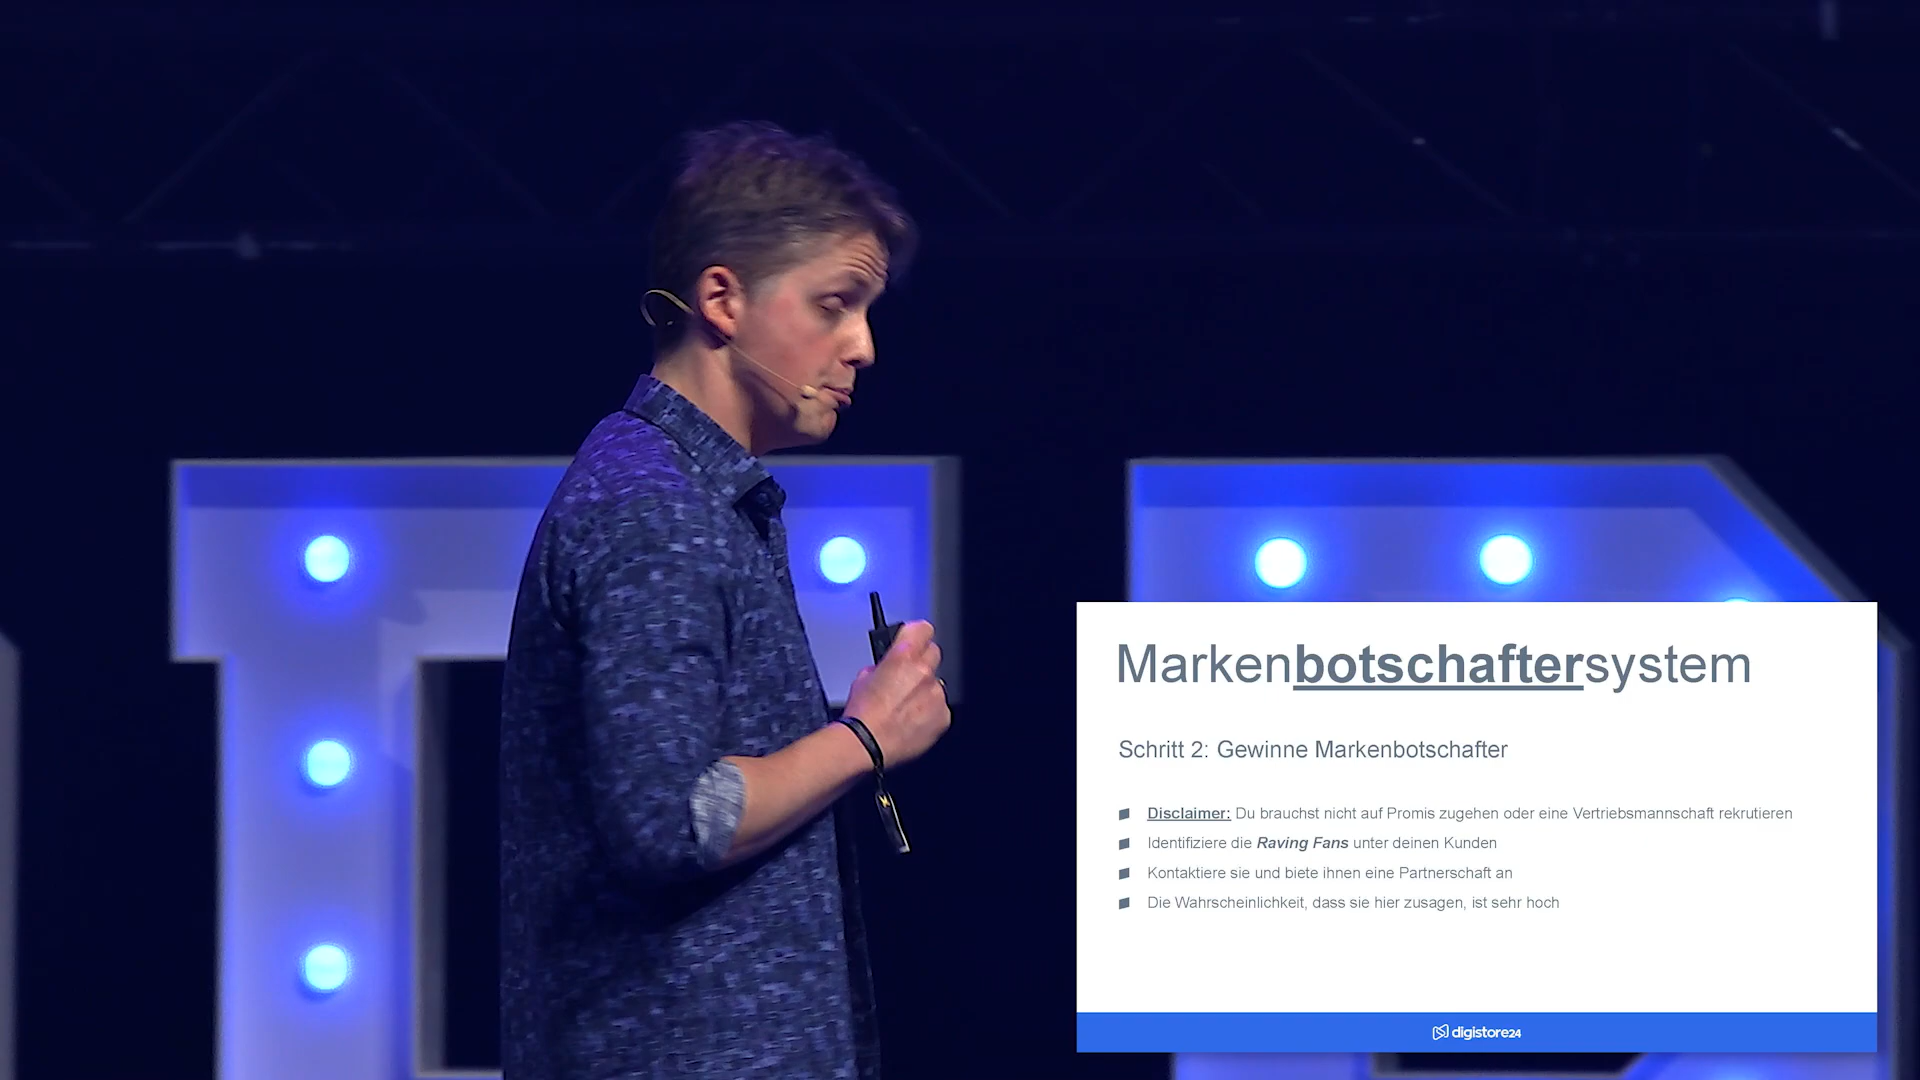 Markenbotschaftersystem
Schritt 2: Gewinne Markenbotschafter
Disclaimer: Du brauchst nicht auf Promis zugehen oder eine Vertriebsmannschaft rekrutieren
Identifiziere die Raving Fans unter deinen Kunden
Kontaktiere sie und biete ihnen eine Partnerschaft an
Die Wahrscheinlichkeit, dass sie hier zusagen, ist sehr hoch
digistore24